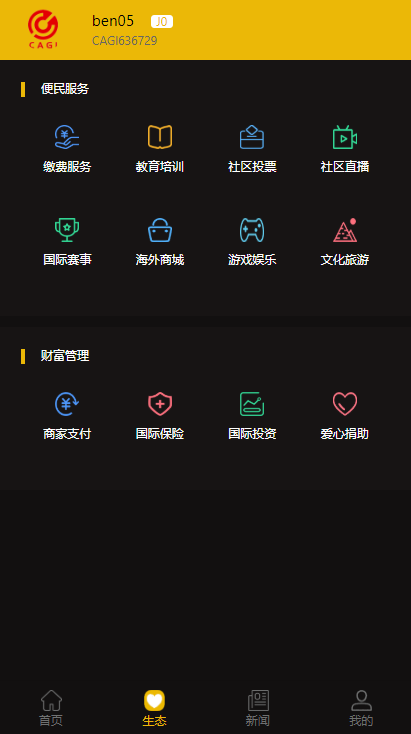 ben05 J0
CAGI
CAGI636729
便民服务
缴费服务 教育培训 社区投票 社区直播
国际赛事 海外商城 游戏娱乐 文化旅游
财富管理
商家支付 国际保险 国际投资 爱心捐助
首页 生态 新闻 我的